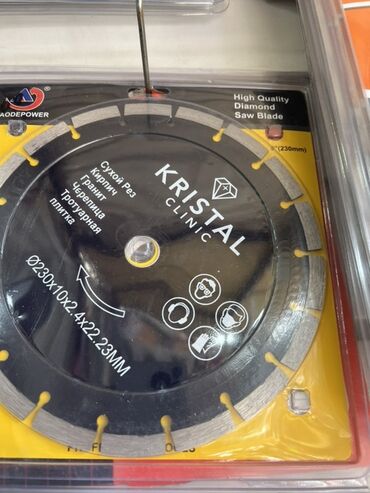 AODEPOWER
®
High Quality
Diamond
Saw Blade
9"(230mm)
KRISTAL
CLINIC
Сухой Рез
Кирпич
Гранит
Черепица
Тротуарная
плитка
Ø230x10x2.4x22.23MM